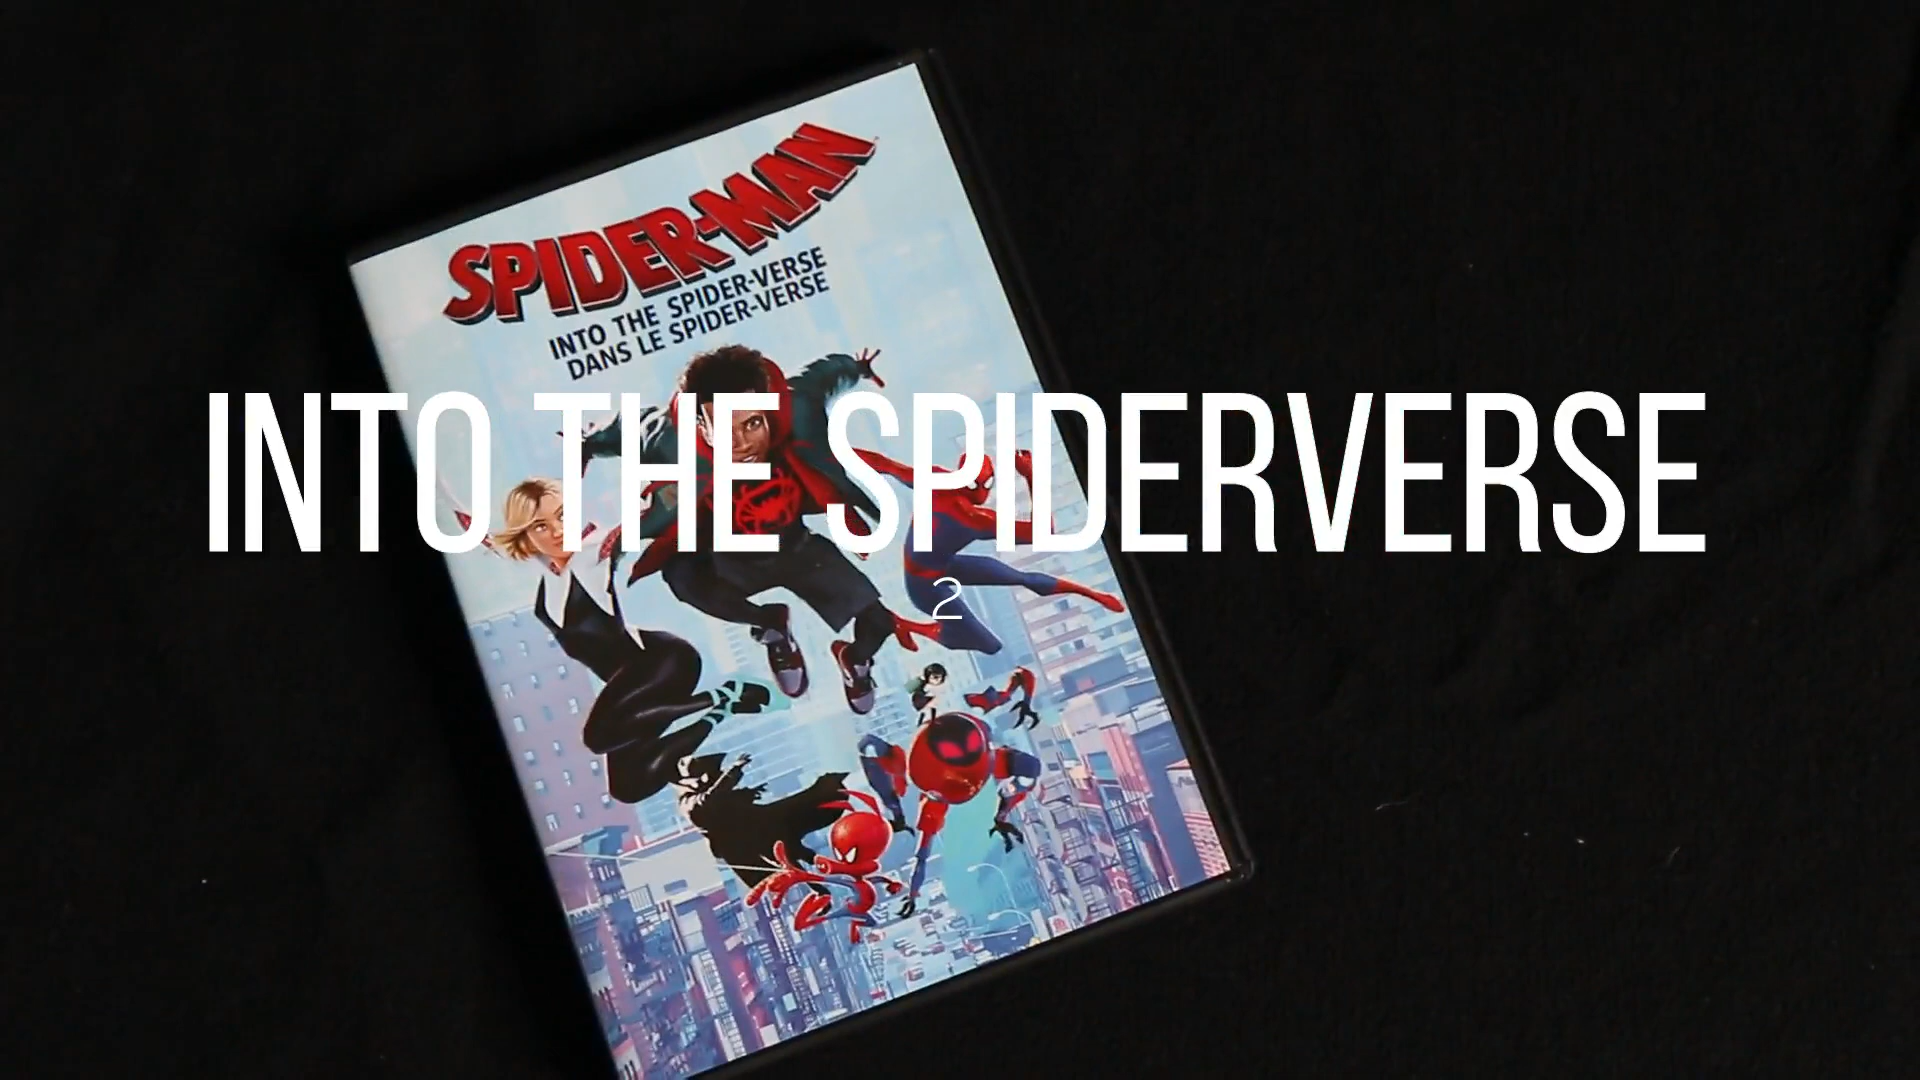 SPIDER-MAN
INTO THE SPIDER-VERSE
DANS LE SPIDER-VERSE
INTO THE SPIDERVERSE
2